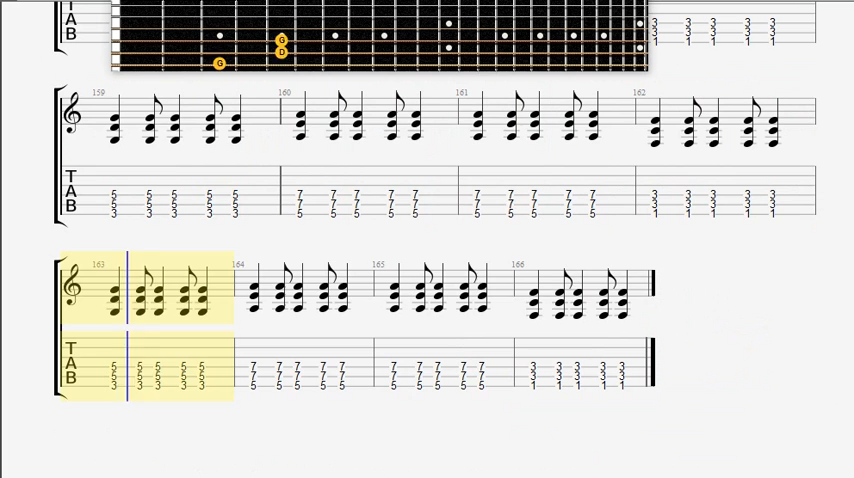 A 3 3 3 3 3
B 3 3 3 3 3
1 1 1 1 1
G
D
G
159 160 161 162
T
A 5 5 5 5 5 7 7 7 7 7 7 7 7 7 7 3 3 3 3 3
B 5 5 5 5 5 7 7 7 7 7 7 7 7 7 7 3 3 3 3 3
3 3 3 3 3 5 5 5 5 5 5 5 5 5 5 1 1 1 1 1
163 164 165 166
T
A 5 5 5 5 5 7 7 7 7 7 7 7 7 7 7 3 3 3 3 3
B 5 5 5 5 5 7 7 7 7 7 7 7 7 7 7 3 3 3 3 3
3 3 3 3 3 5 5 5 5 5 5 5 5 5 5 1 1 1 1 1